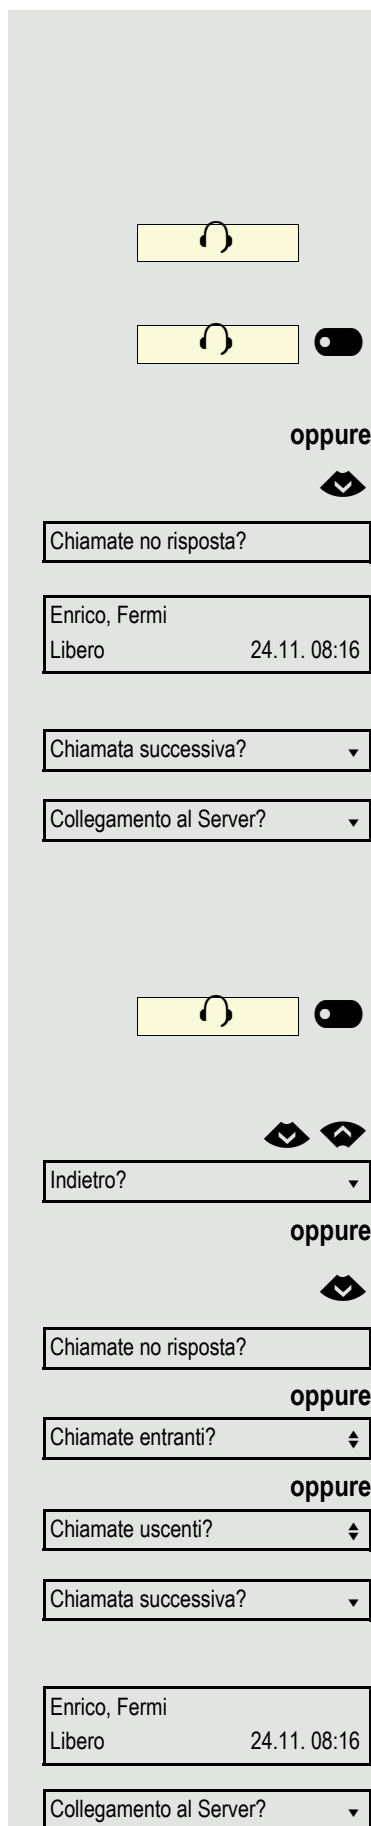 oppure
Chiamate no risposta?
Enrico, Fermi
Libero 24.11. 08:16
Chiamata successiva?
Collegamento al Server?
Indietro?
oppure
Chiamate no risposta?
oppure
Chiamate entranti?
oppure
Chiamate uscenti?
Chiamata successiva?
Enrico, Fermi
Libero 24.11. 08:16
Collegamento al Server?